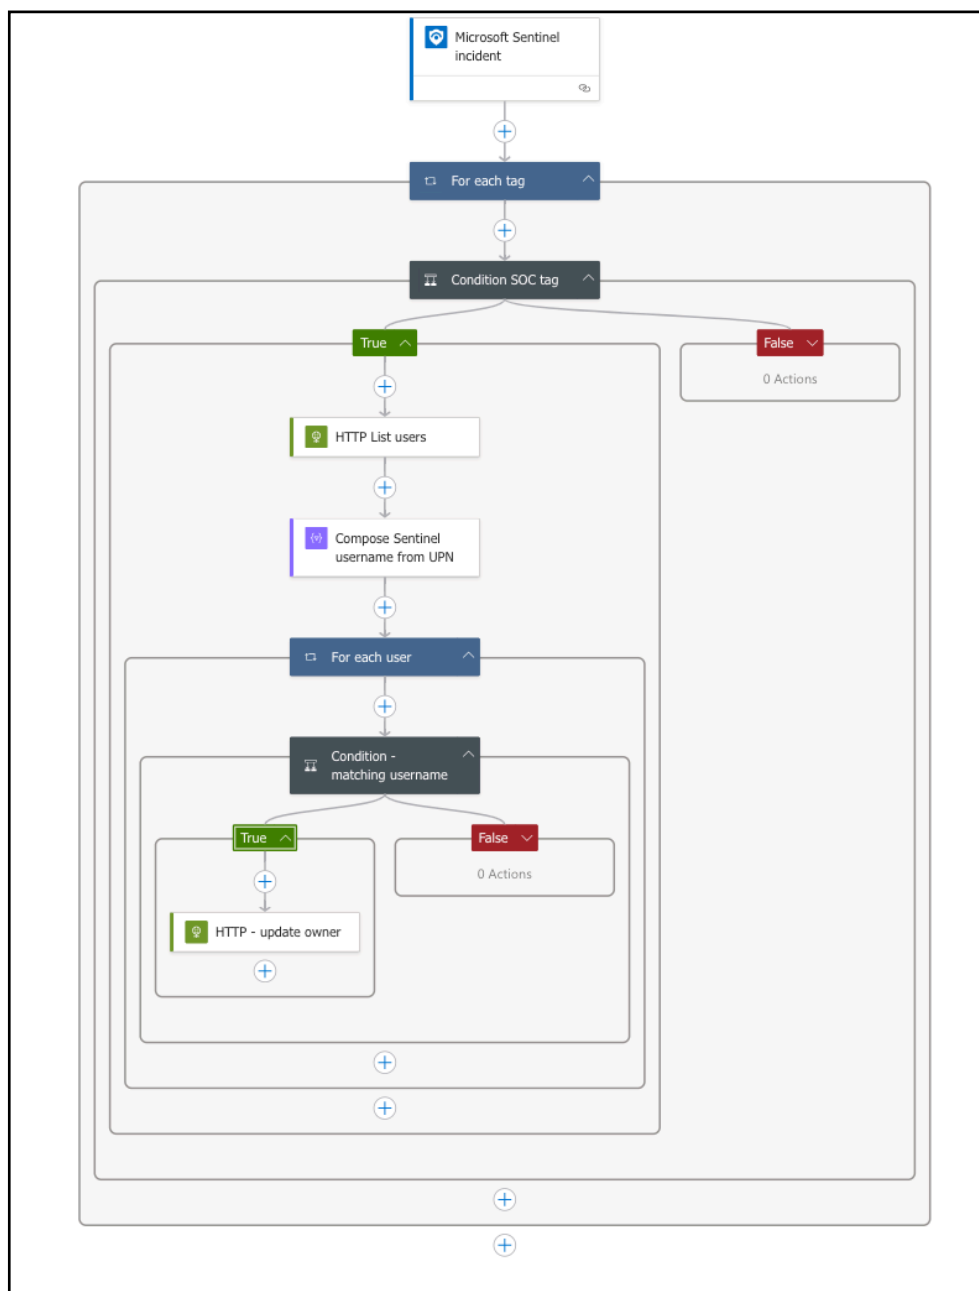 Microsoft Sentinel
incident
For each tag
Condition SOC tag
True
False
0 Actions
HTTP List users
{v}
Compose Sentinel
username from UPN
For each user
Condition -
matching username
True
False
0 Actions
HTTP - update owner